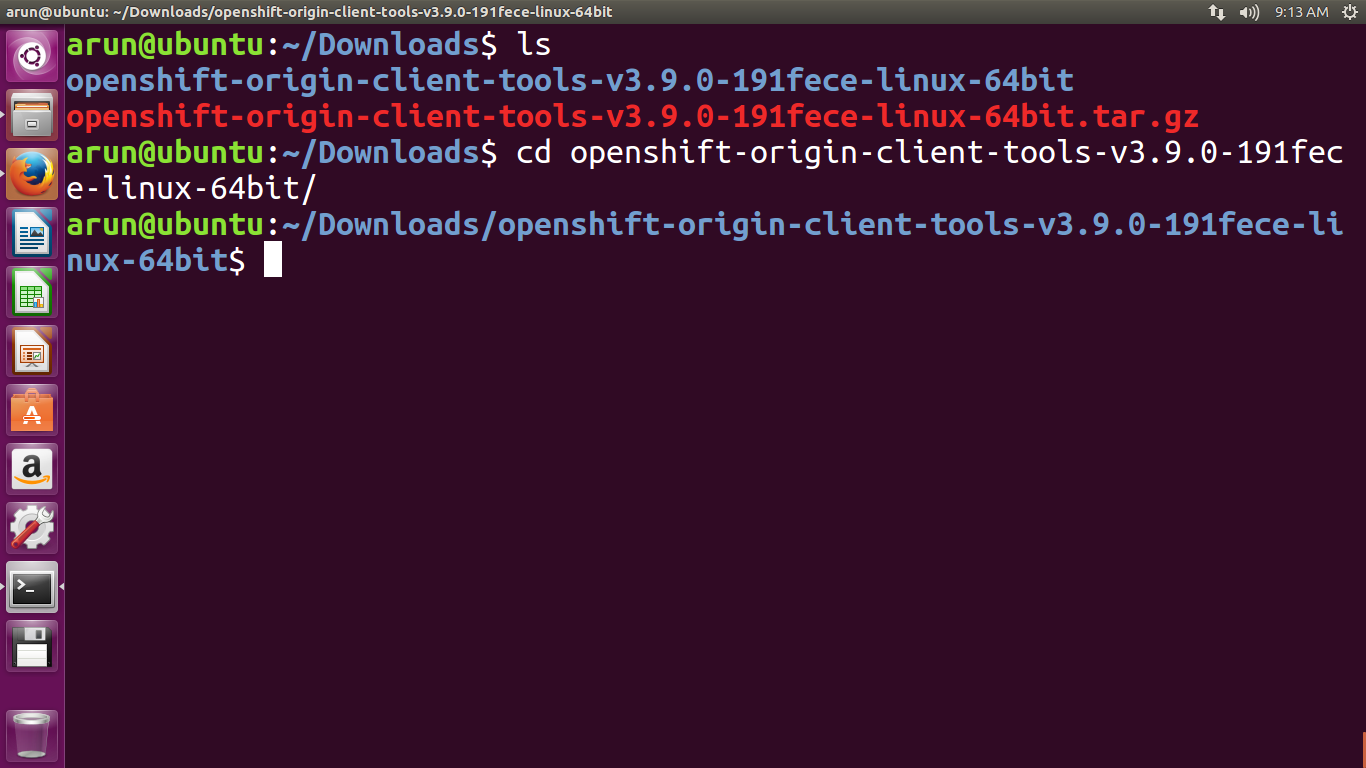 arun@ubuntu: ~/Downloads/openshift-origin-client-tools-v3.9.0-191fece-linux-64bit
9:13 AM
arun@ubuntu:~/Downloads$ ls
openshift-origin-client-tools-v3.9.0-191fece-linux-64bit
openshift-origin-client-tools-v3.9.0-191fece-linux-64bit.tar.gz
arun@ubuntu:~/Downloads$ cd openshift-origin-client-tools-v3.9.0-191fec
e-linux-64bit/
arun@ubuntu:~/Downloads/openshift-origin-client-tools-v3.9.0-191fece-li
nux-64bit$